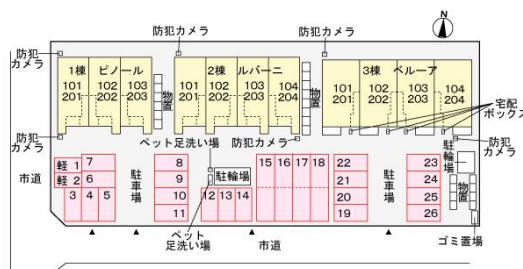 N
防犯カメラ
防犯カメラ
防犯
カメラ
1棟 ピノール
101
201
102
202
103
203
物置
2棟 ルバーニ
101
201
102
202
103
203
104
204
物置
3棟 ベルーア
101
201
102
202
103
203
104
204
宅配
ボックス
防犯
カメラ
ペット足洗い場
防犯カメラ
防犯
カメラ
市道
軽 1
軽 2
7
6
3
4
5
駐車場
8
9
10
11
駐輪場
12
13
14
15
16
17
18
22
21
20
19
駐車場
23
24
25
26
駐輪場
物置
ゴミ置場
ペット
足洗い場
市道